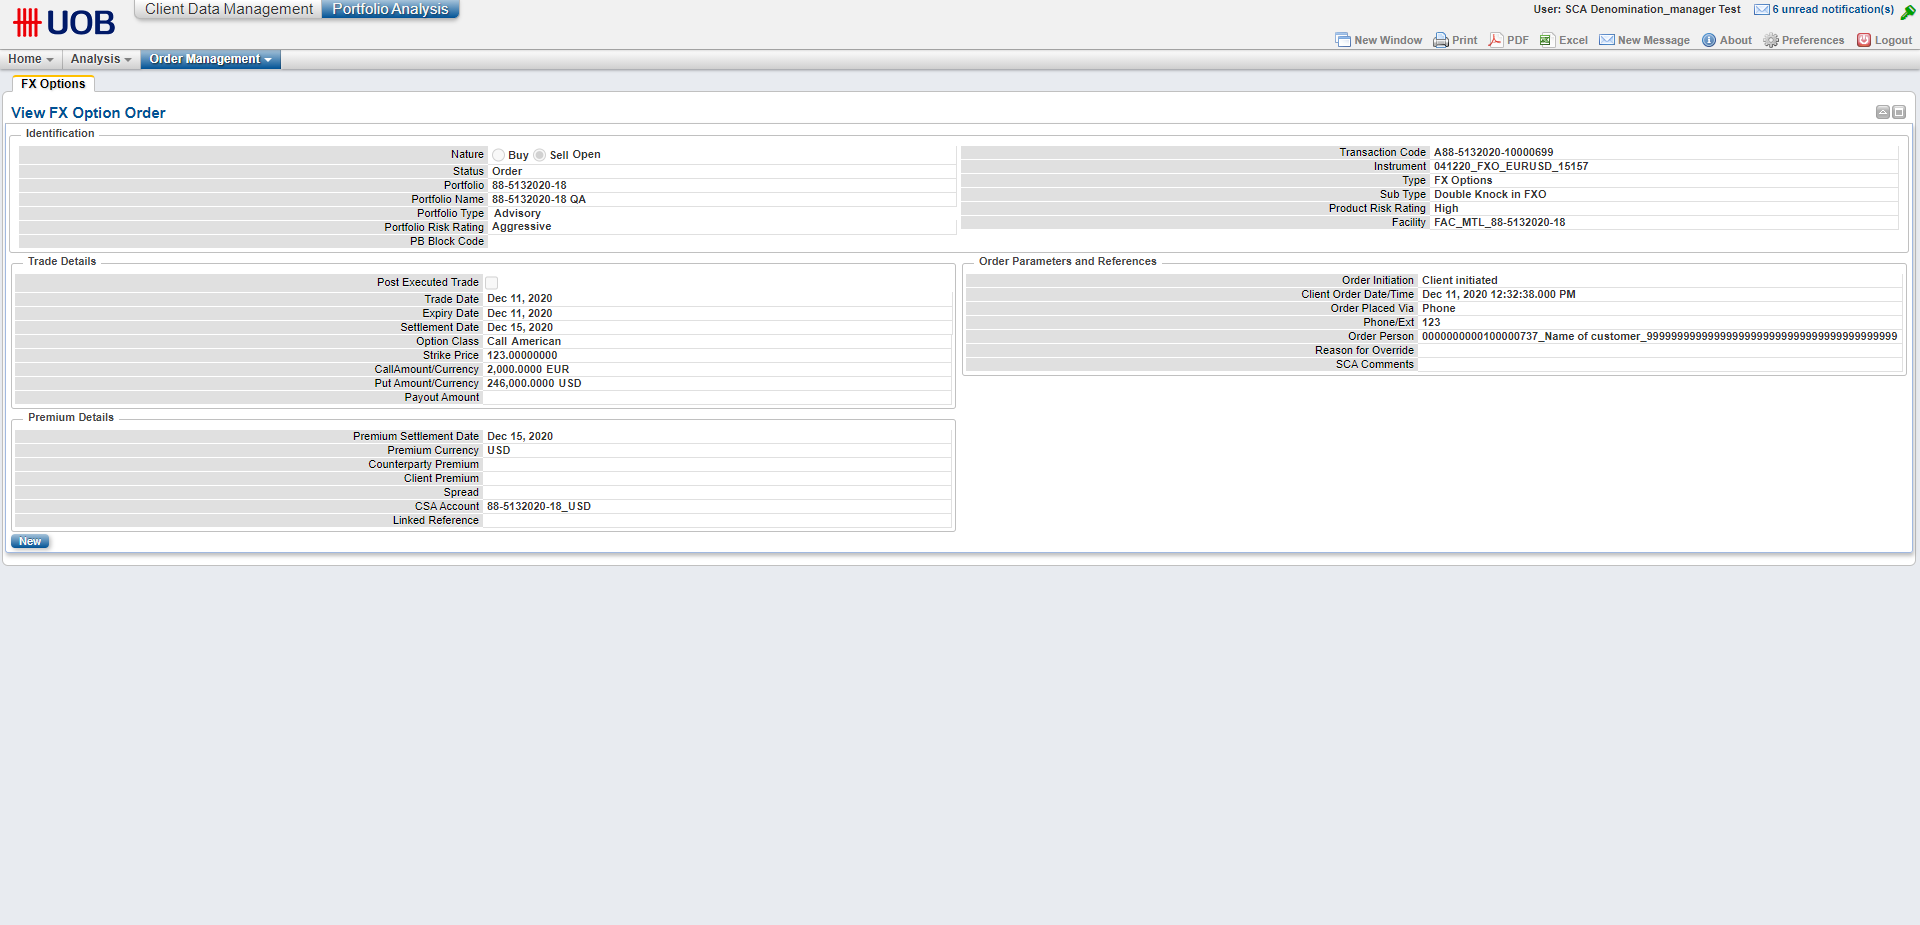 UOB
Client Data Management Portfolio Analysis
User: SCA Denomination_manager Test 6 unread notification(s)
New Window Print PDF Excel New Message About Preferences Logout
Home Analysis Order Management
FX Options
View FX Option Order
Identification
Nature Buy Sell Open
Status Order
Portfolio 88-5132020-18
Portfolio Name 88-5132020-18 QA
Portfolio Type Advisory
Portfolio Risk Rating Aggressive
PB Block Code
Transaction Code A88-5132020-10000699
Instrument 041220_FXO_EURUSD_15157
Type FX Options
Sub Type Double Knock in FXO
Product Risk Rating High
Facility FAC_MTL_88-5132020-18
Trade Details
Post Executed Trade
Trade Date Dec 11, 2020
Expiry Date Dec 11, 2020
Settlement Date Dec 15, 2020
Option Class Call American
Strike Price 123.00000000
CallAmount/Currency 2,000.0000 EUR
Put Amount/Currency 246,000.0000 USD
Payout Amount
Order Parameters and References
Order Initiation Client initiated
Client Order Date/Time Dec 11, 2020 12:32:38.000 PM
Order Placed Via Phone
Phone/Ext 123
Order Person 0000000000100000737_Name of customer_99999999999999999999999999999999999999999
Reason for Override
SCA Comments
Premium Details
Premium Settlement Date Dec 15, 2020
Premium Currency USD
Counterparty Premium
Client Premium
Spread
CSA Account 88-5132020-18_USD
Linked Reference
New